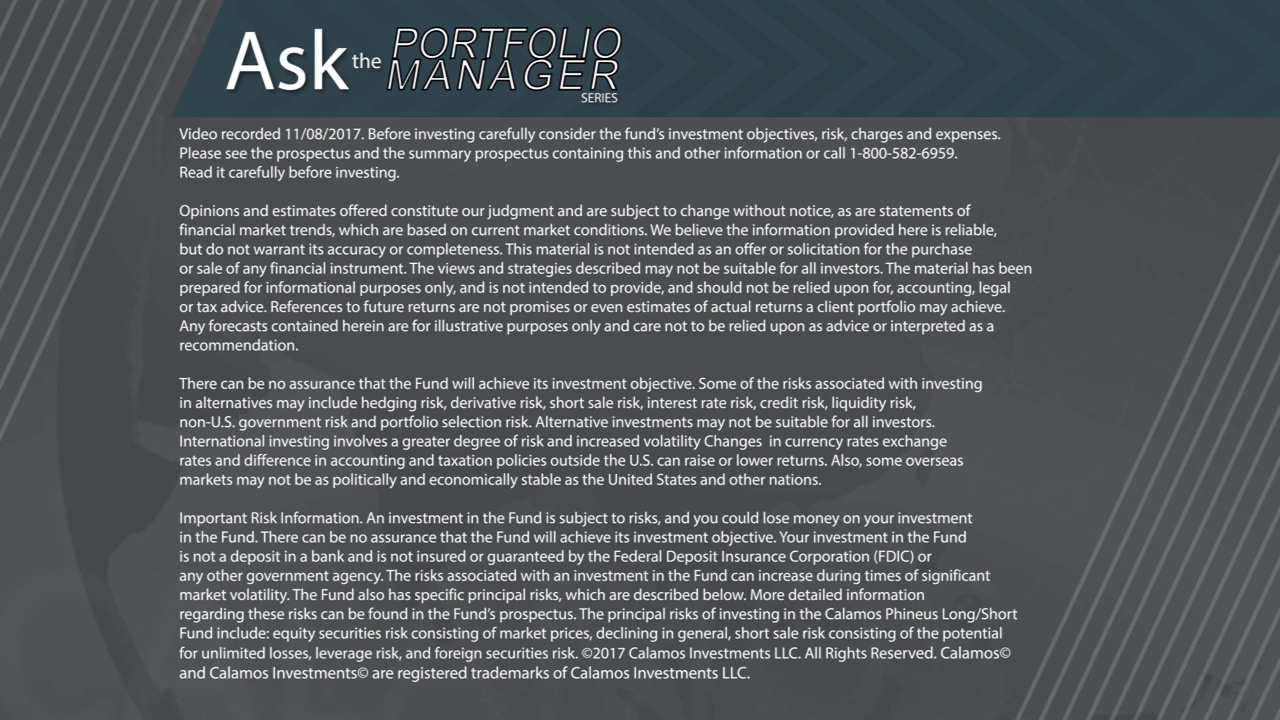 Ask the PORTFOLIO MANAGER SERIES
Video recorded 11/08/2017. Before investing carefully consider the fund's investment objectives, risk, charges and expenses.
Please see the prospectus and the summary prospectus containing this and other information or call 1-800-582-6959.
Read it carefully before investing.
Opinions and estimates offered constitute our judgment and are subject to change without notice, as are statements of
financial market trends, which are based on current market conditions. We believe the information provided here is reliable,
but do not warrant its accuracy or completeness. This material is not intended as an offer or solicitation for the purchase
or sale of any financial instrument. The views and strategies described may not be suitable for all investors. The material has been
prepared for informational purposes only, and is not intended to provide, and should not be relied upon for, accounting, legal
or tax advice. References to future returns are not promises or even estimates of actual returns a client portfolio may achieve.
Any forecasts contained herein are for illustrative purposes only and care not to be relied upon as advice or interpreted as a
recommendation.
There can be no assurance that the Fund will achieve its investment objective. Some of the risks associated with investing
in alternatives may include hedging risk, derivative risk, short sale risk, interest rate risk, credit risk, liquidity risk,
non-U.S. government risk and portfolio selection risk. Alternative investments may not be suitable for all investors.
International investing involves a greater degree of risk and increased volatility Changes  in currency rates exchange
rates and difference in accounting and taxation policies outside the U.S. can raise or lower returns. Also, some overseas
markets may not be as politically and economically stable as the United States and other nations.
Important Risk Information. An investment in the Fund is subject to risks, and you could lose money on your investment
in the Fund. There can be no assurance that the Fund will achieve its investment objective. Your investment in the Fund
is not a deposit in a bank and is not insured or guaranteed by the Federal Deposit Insurance Corporation (FDIC) or
any other government agency. The risks associated with an investment in the Fund can increase during times of significant
market volatility. The Fund also has specific principal risks, which are described below. More detailed information
regarding these risks can be found in the Fund's prospectus. The principal risks of investing in the Calamos Phineus Long/Short
Fund include: equity securities risk consisting of market prices, declining in general, short sale risk consisting of the potential
for unlimited losses, leverage risk, and foreign securities risk. ©2017 Calamos Investments LLC. All Rights Reserved. Calamos©
and Calamos Investments© are registered trademarks of Calamos Investments LLC.